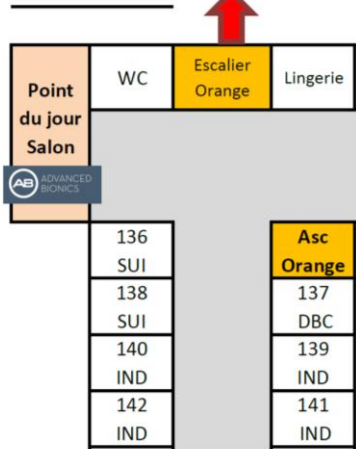 WC
Escalier
Orange
Lingerie
Point
du jour
Salon
AB ADVANCED
BIONICS
136
SUI
Asc
Orange
138
SUI
137
DBC
140
IND
139
IND
142
IND
141
IND